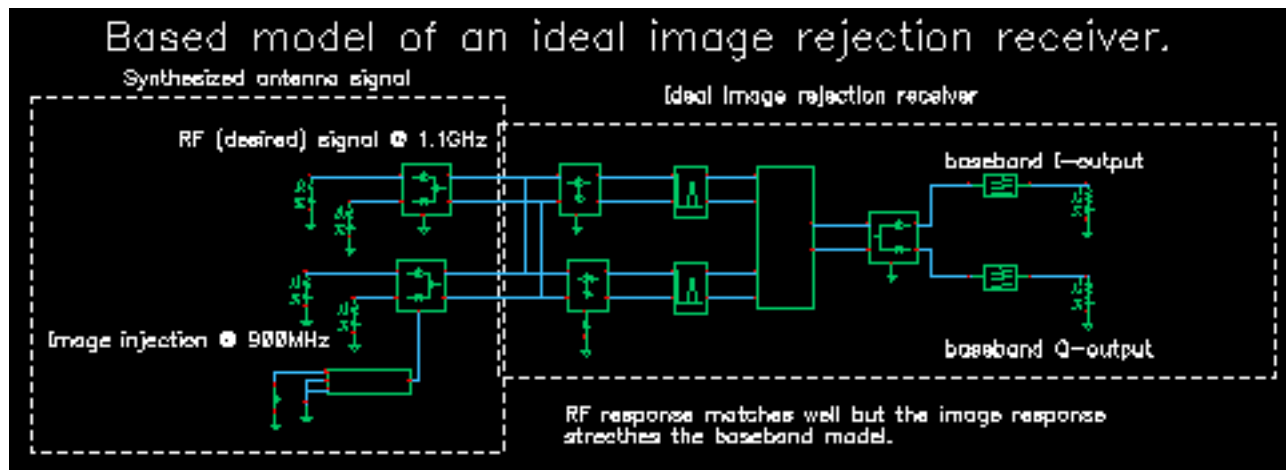 Based model of an ideal image rejection receiver.
Synthesized antenna signal
Ideal Image rejection receiver
RF (desired) signal @ 1.1GHz
baseband I-output
Image injection @ 900MHz
baseband Q-output
RF response matches well but the image response
strecthes the baseband model.